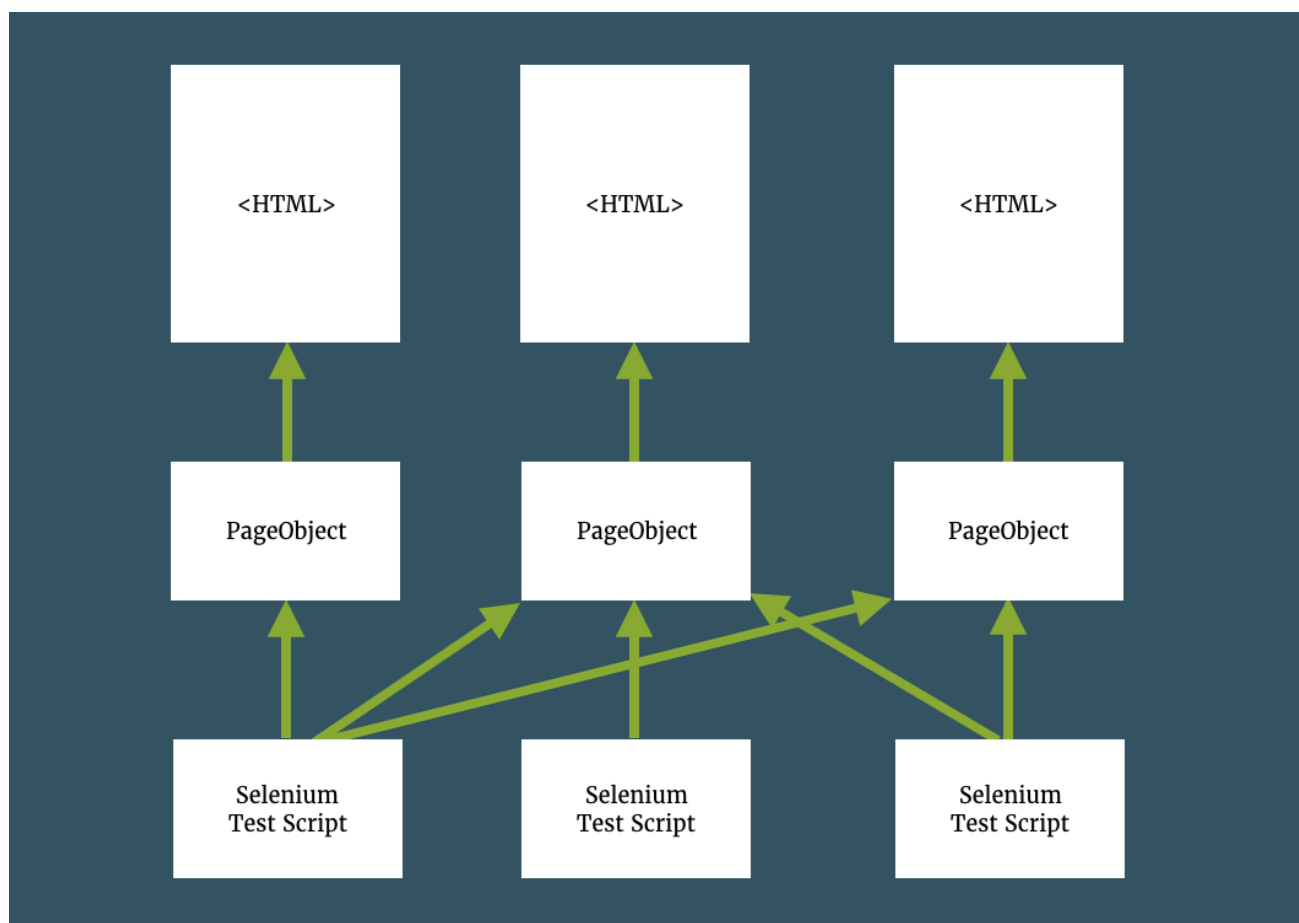 <HTML>
<HTML>
<HTML>
PageObject
PageObject
PageObject
Selenium
Test Script
Selenium
Test Script
Selenium
Test Script